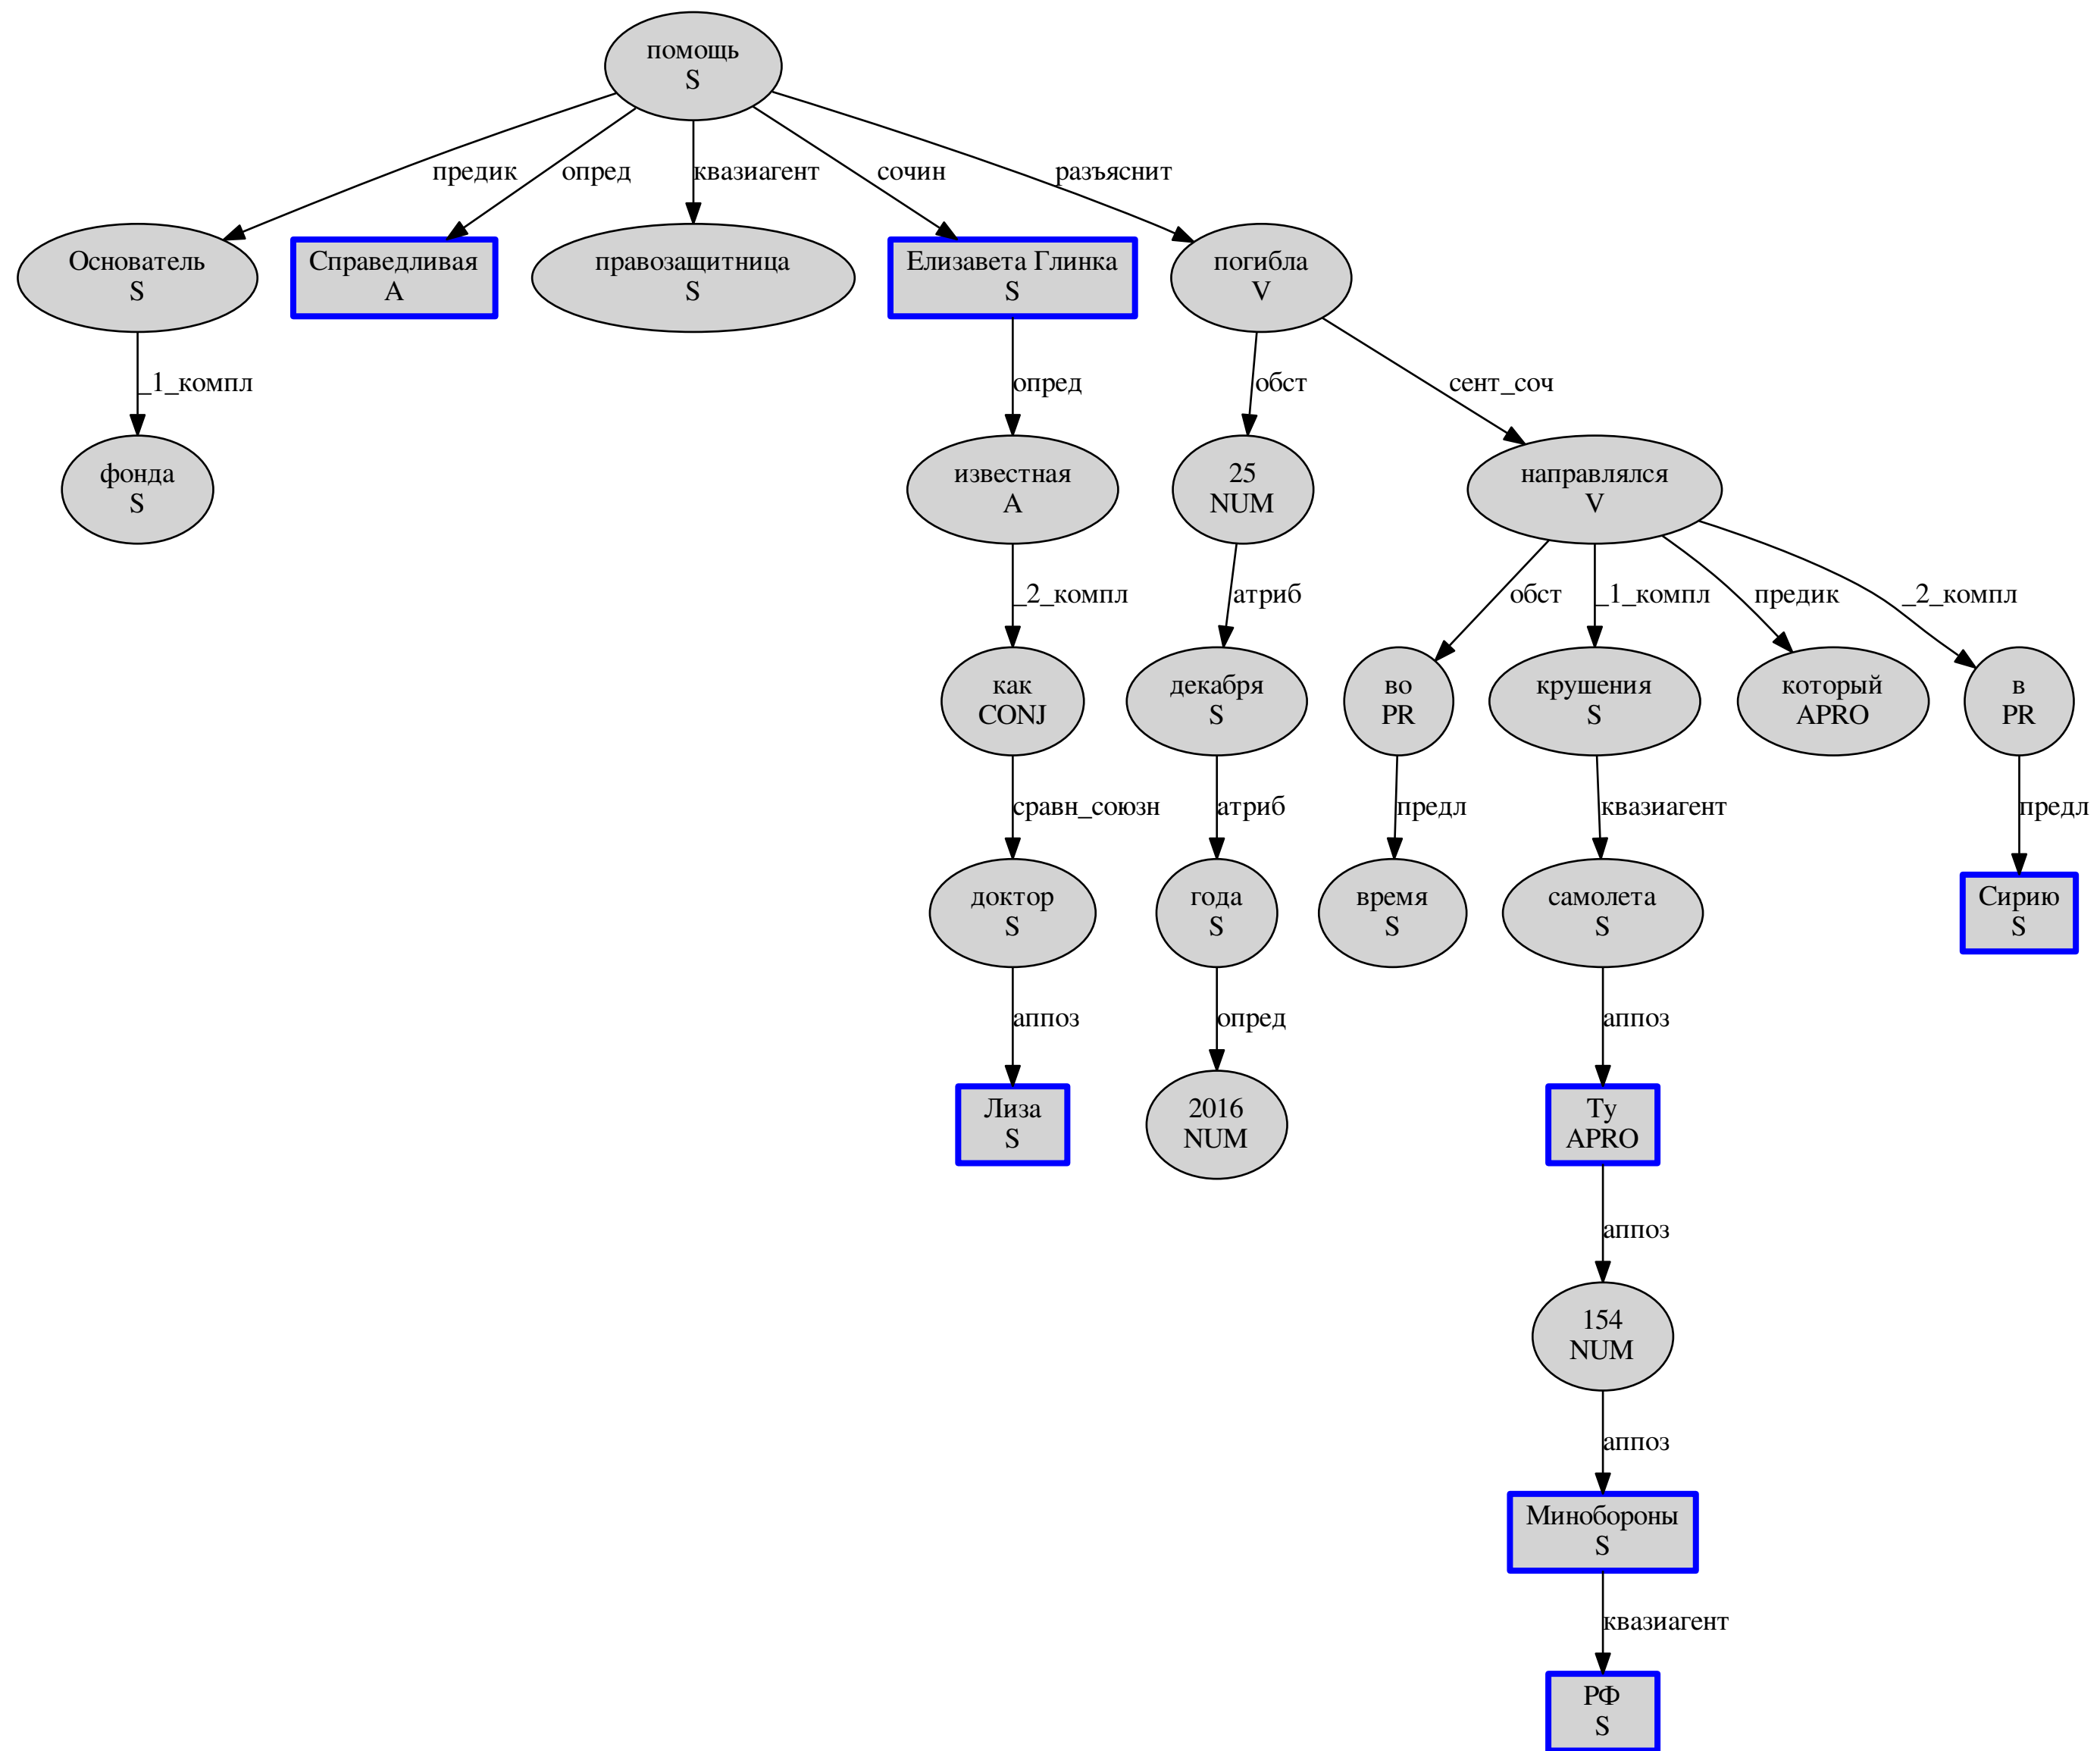 помощь
S
предик
опред
квазиагент
сочин
разъяснит
Основатель
S
Справедливая
A
правозащитница
S
Елизавета Глинка
S
погибла
V
_1_компл
опред
обст
сент_соч
фонда
S
известная
A
25
NUM
направлялся
V
_2_компл
атриб
обст
_1_компл
предик
_2_компл
как
CONJ
декабря
S
во
PR
крушения
S
который
APRO
в
PR
сравн_союзн
атриб
предл
квазиагент
предл
доктор
S
года
S
время
S
самолета
S
Сирию
S
аппоз
опред
аппоз
Лиза
S
2016
NUM
Ту
APRO
аппоз
154
NUM
аппоз
Минобороны
S
квазиагент
РФ
S